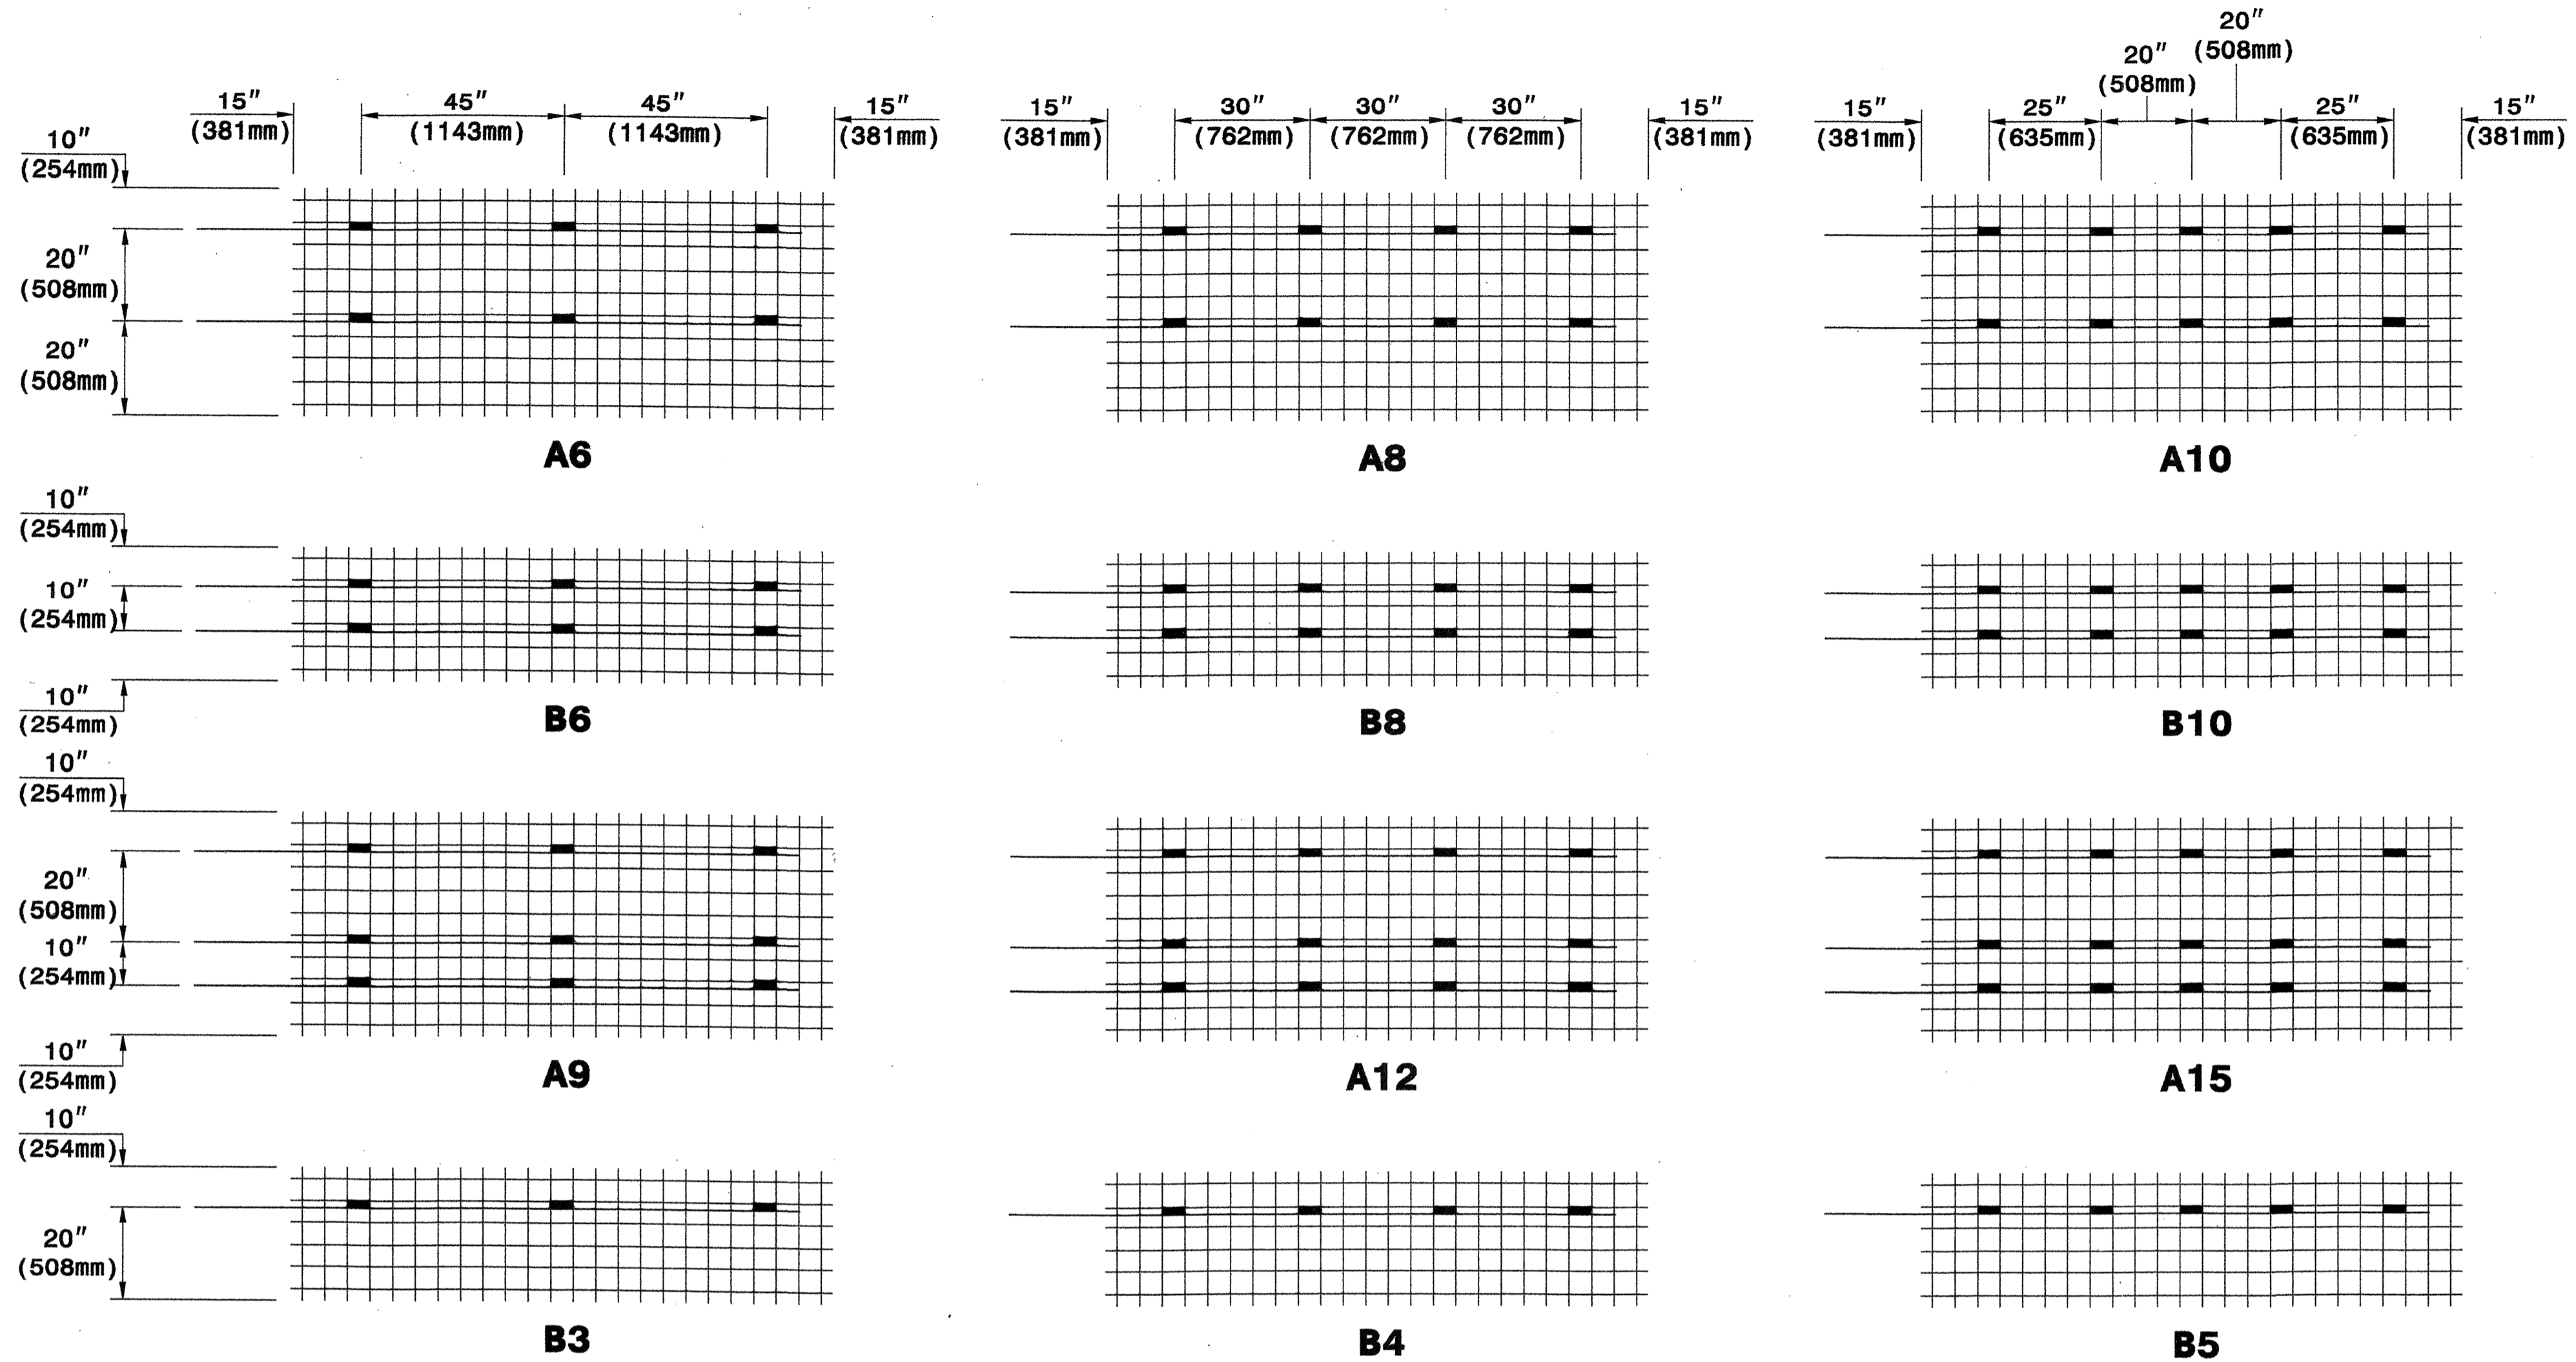 20″
(508mm)
20″
(508mm)
15″
(381mm)
45″
(1143mm)
45″
(1143mm)
15″
(381mm)
15″
(381mm)
30″
(762mm)
30″
(762mm)
30″
(762mm)
15″
(381mm)
15″
(381mm)
25″
(635mm)
25″
(635mm)
15″
(381mm)
10″
(254mm)
20″
(508mm)
20″
(508mm)
A6
A8
A10
10″
(254mm)
10″
(254mm)
10″
(254mm)
B6
B8
B10
10″
(254mm)
20″
(508mm)
10″
(254mm)
10″
(254mm)
A9
A12
A15
10″
(254mm)
20″
(508mm)
B3
B4
B5